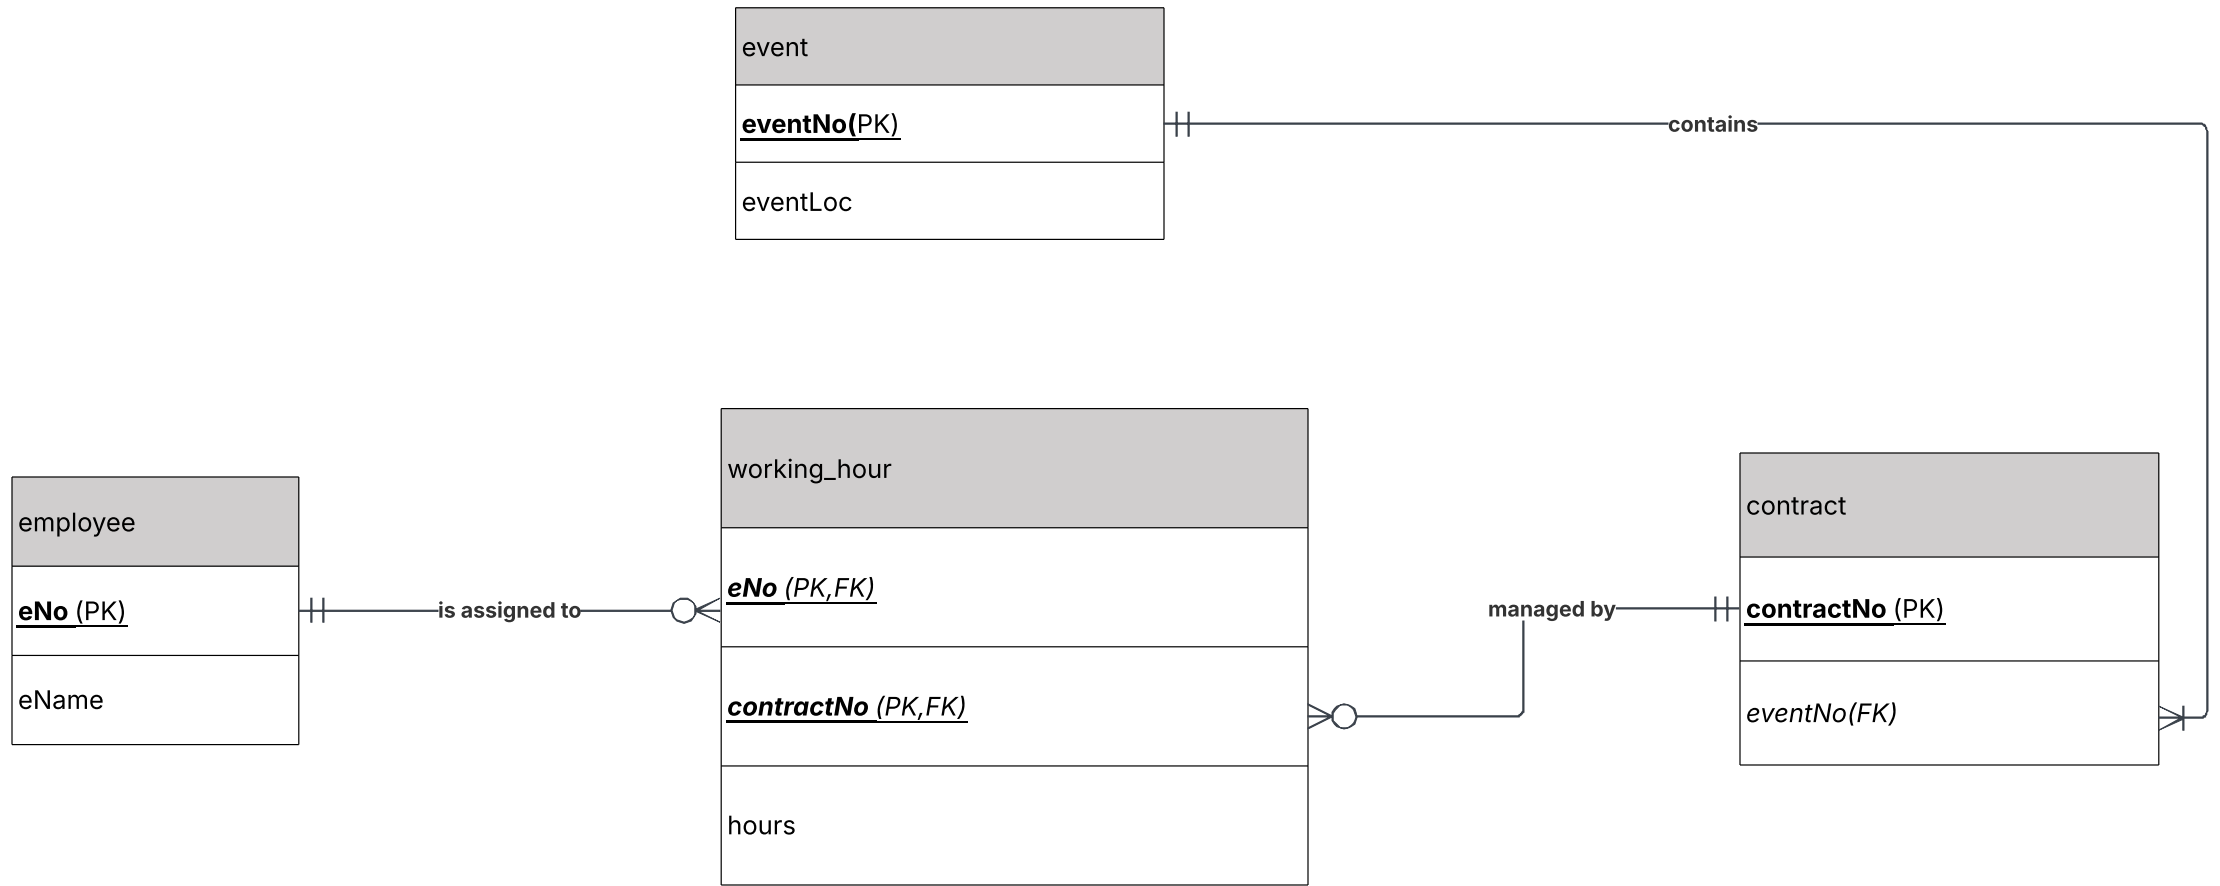 event
eventNo(PK)
contains
eventLoc
working_hour
employee
contract
eNo (PK,FK)
eNo (PK)
is assigned to
managed by
contractNo (PK)
eName
contractNo (PK,FK)
eventNo(FK)
hours